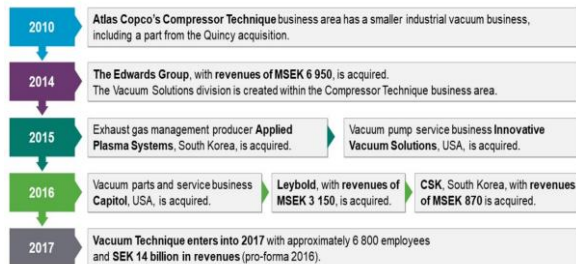 2010
Atlas Copco's Compressor Technique business area has a smaller industrial vacuum business,
including a part from the Quincy acquisition.
2014
The Edwards Group, with revenues of MSEK 6 950, is acquired.
The Vacuum Solutions division is created within the Compressor Technique business area.
2015
Exhaust gas management producer Applied
Plasma Systems, South Korea, is acquired.
Vacuum pump service business Innovative
Vacuum Solutions, USA, is acquired.
2016
Vacuum parts and service business
Capitol, USA, is acquired.
Leybold, with revenues of
MSEK 3 150, is acquired.
CSK, South Korea, with revenues
of MSEK 870 is acquired.
2017
Vacuum Technique enters into 2017 with approximately 6 800 employees
and SEK 14 billion in revenues (pro-forma 2016).